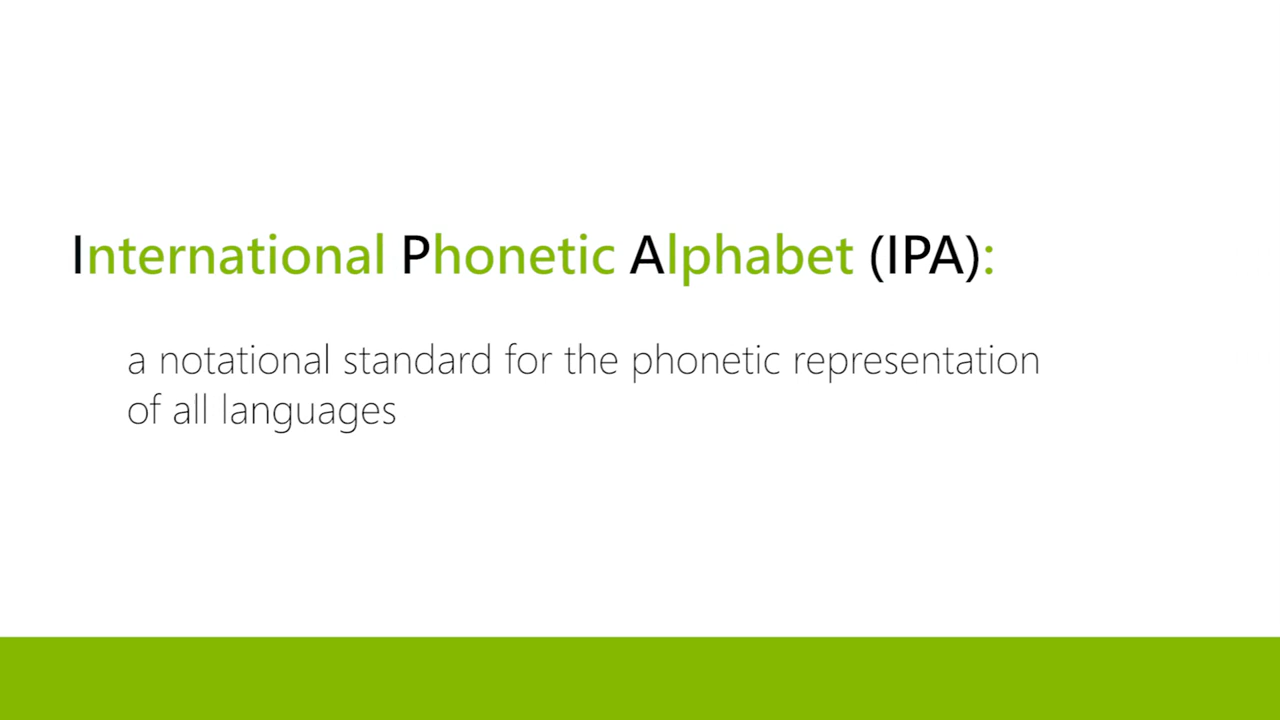 International Phonetic Alphabet (IPA):
a notational standard for the phonetic representation
of all languages